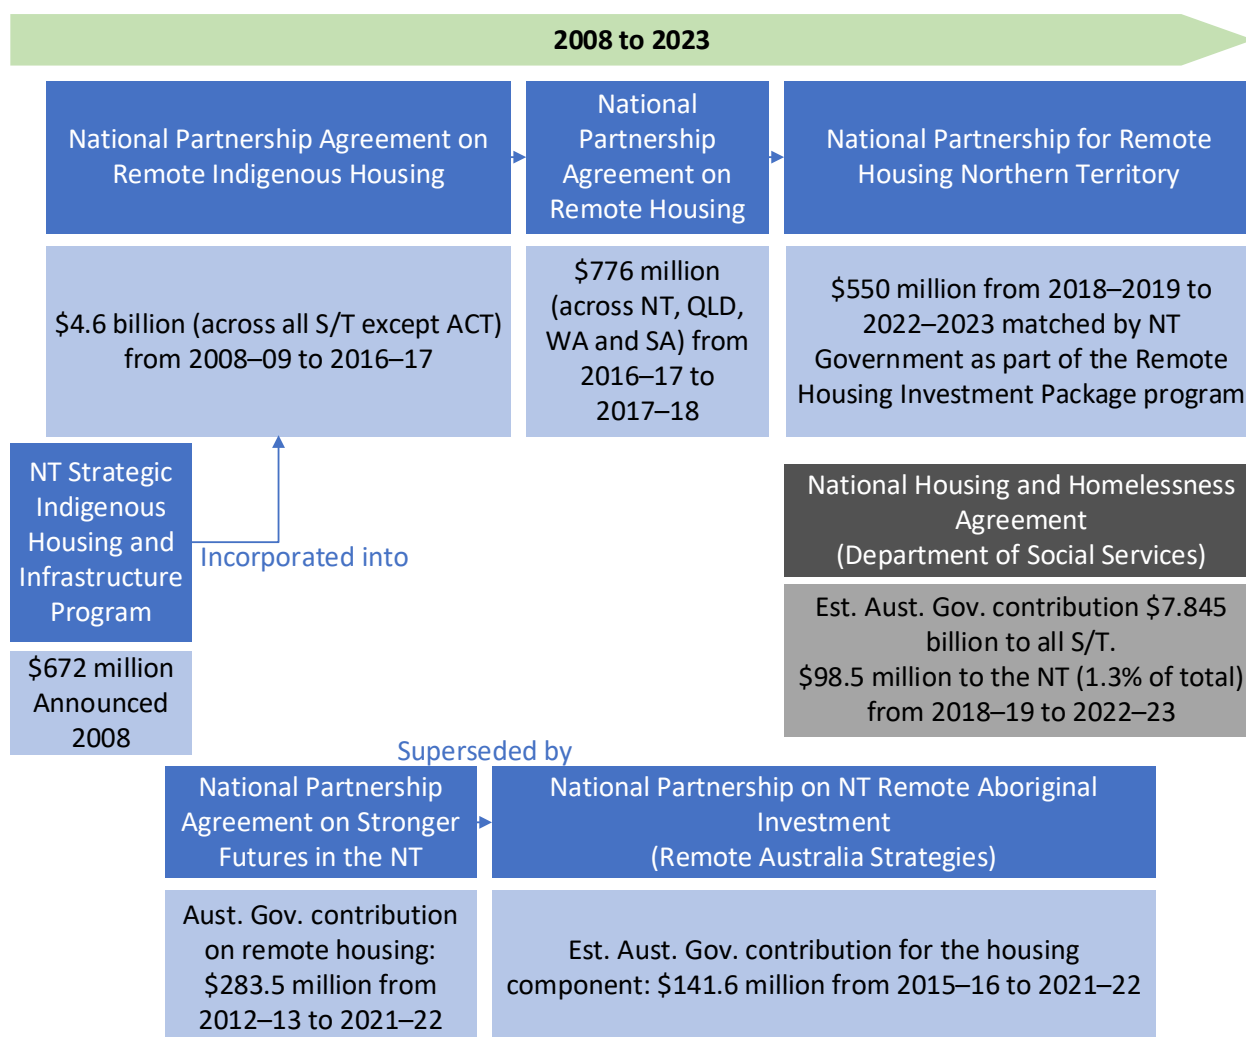 2008 to 2023
National Partnership Agreement on
Remote Indigenous Housing
National
Partnership
Agreement on
Remote Housing
National Partnership for Remote
Housing Northern Territory
$4.6 billion (across all S/T except ACT)
from 2008–09 to 2016–17
$776 million
(across NT, QLD,
WA and SA) from
2016–17 to
2017–18
$550 million from 2018–2019 to
2022–2023 matched by NT
Government as part of the Remote
Housing Investment Package program
NT Strategic
Indigenous
Housing and
Infrastructure
Program
Incorporated into
$672 million
Announced
2008
National Housing and Homelessness
Agreement
(Department of Social Services)
Est. Aust. Gov. contribution $7.845
billion to all S/T.
$98.5 million to the NT (1.3% of total)
from 2018–19 to 2022–23
Superseded by
National Partnership
Agreement on Stronger
Futures in the NT
National Partnership on NT Remote Aboriginal
Investment
(Remote Australia Strategies)
Aust. Gov. contribution
on remote housing:
$283.5 million from
2012–13 to 2021–22
Est. Aust. Gov. contribution for the housing
component: $141.6 million from 2015–16 to 2021–22